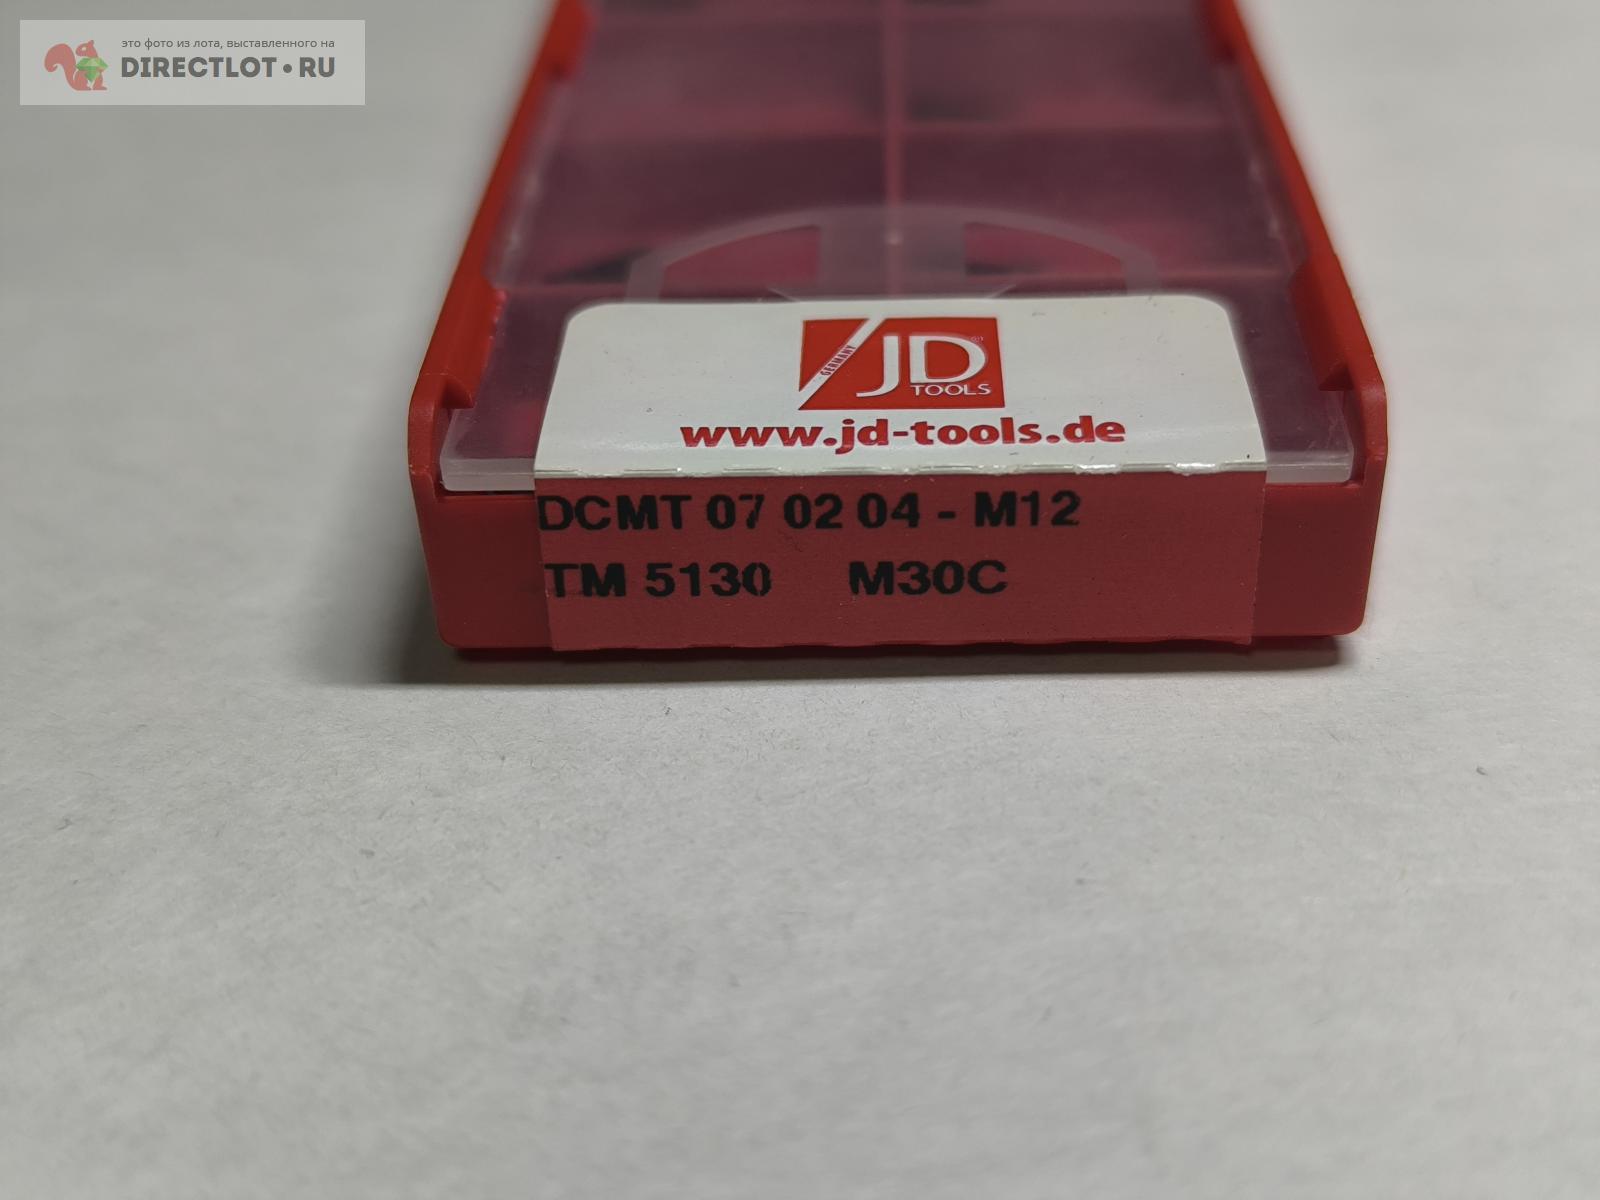 это фото из лота, выставленного на
DIRECTLOT•RU
GERMANY
JD
TOOLS
www.jd-tools.de
DCMT 07 02 04 - M12
TM 5130 M30C